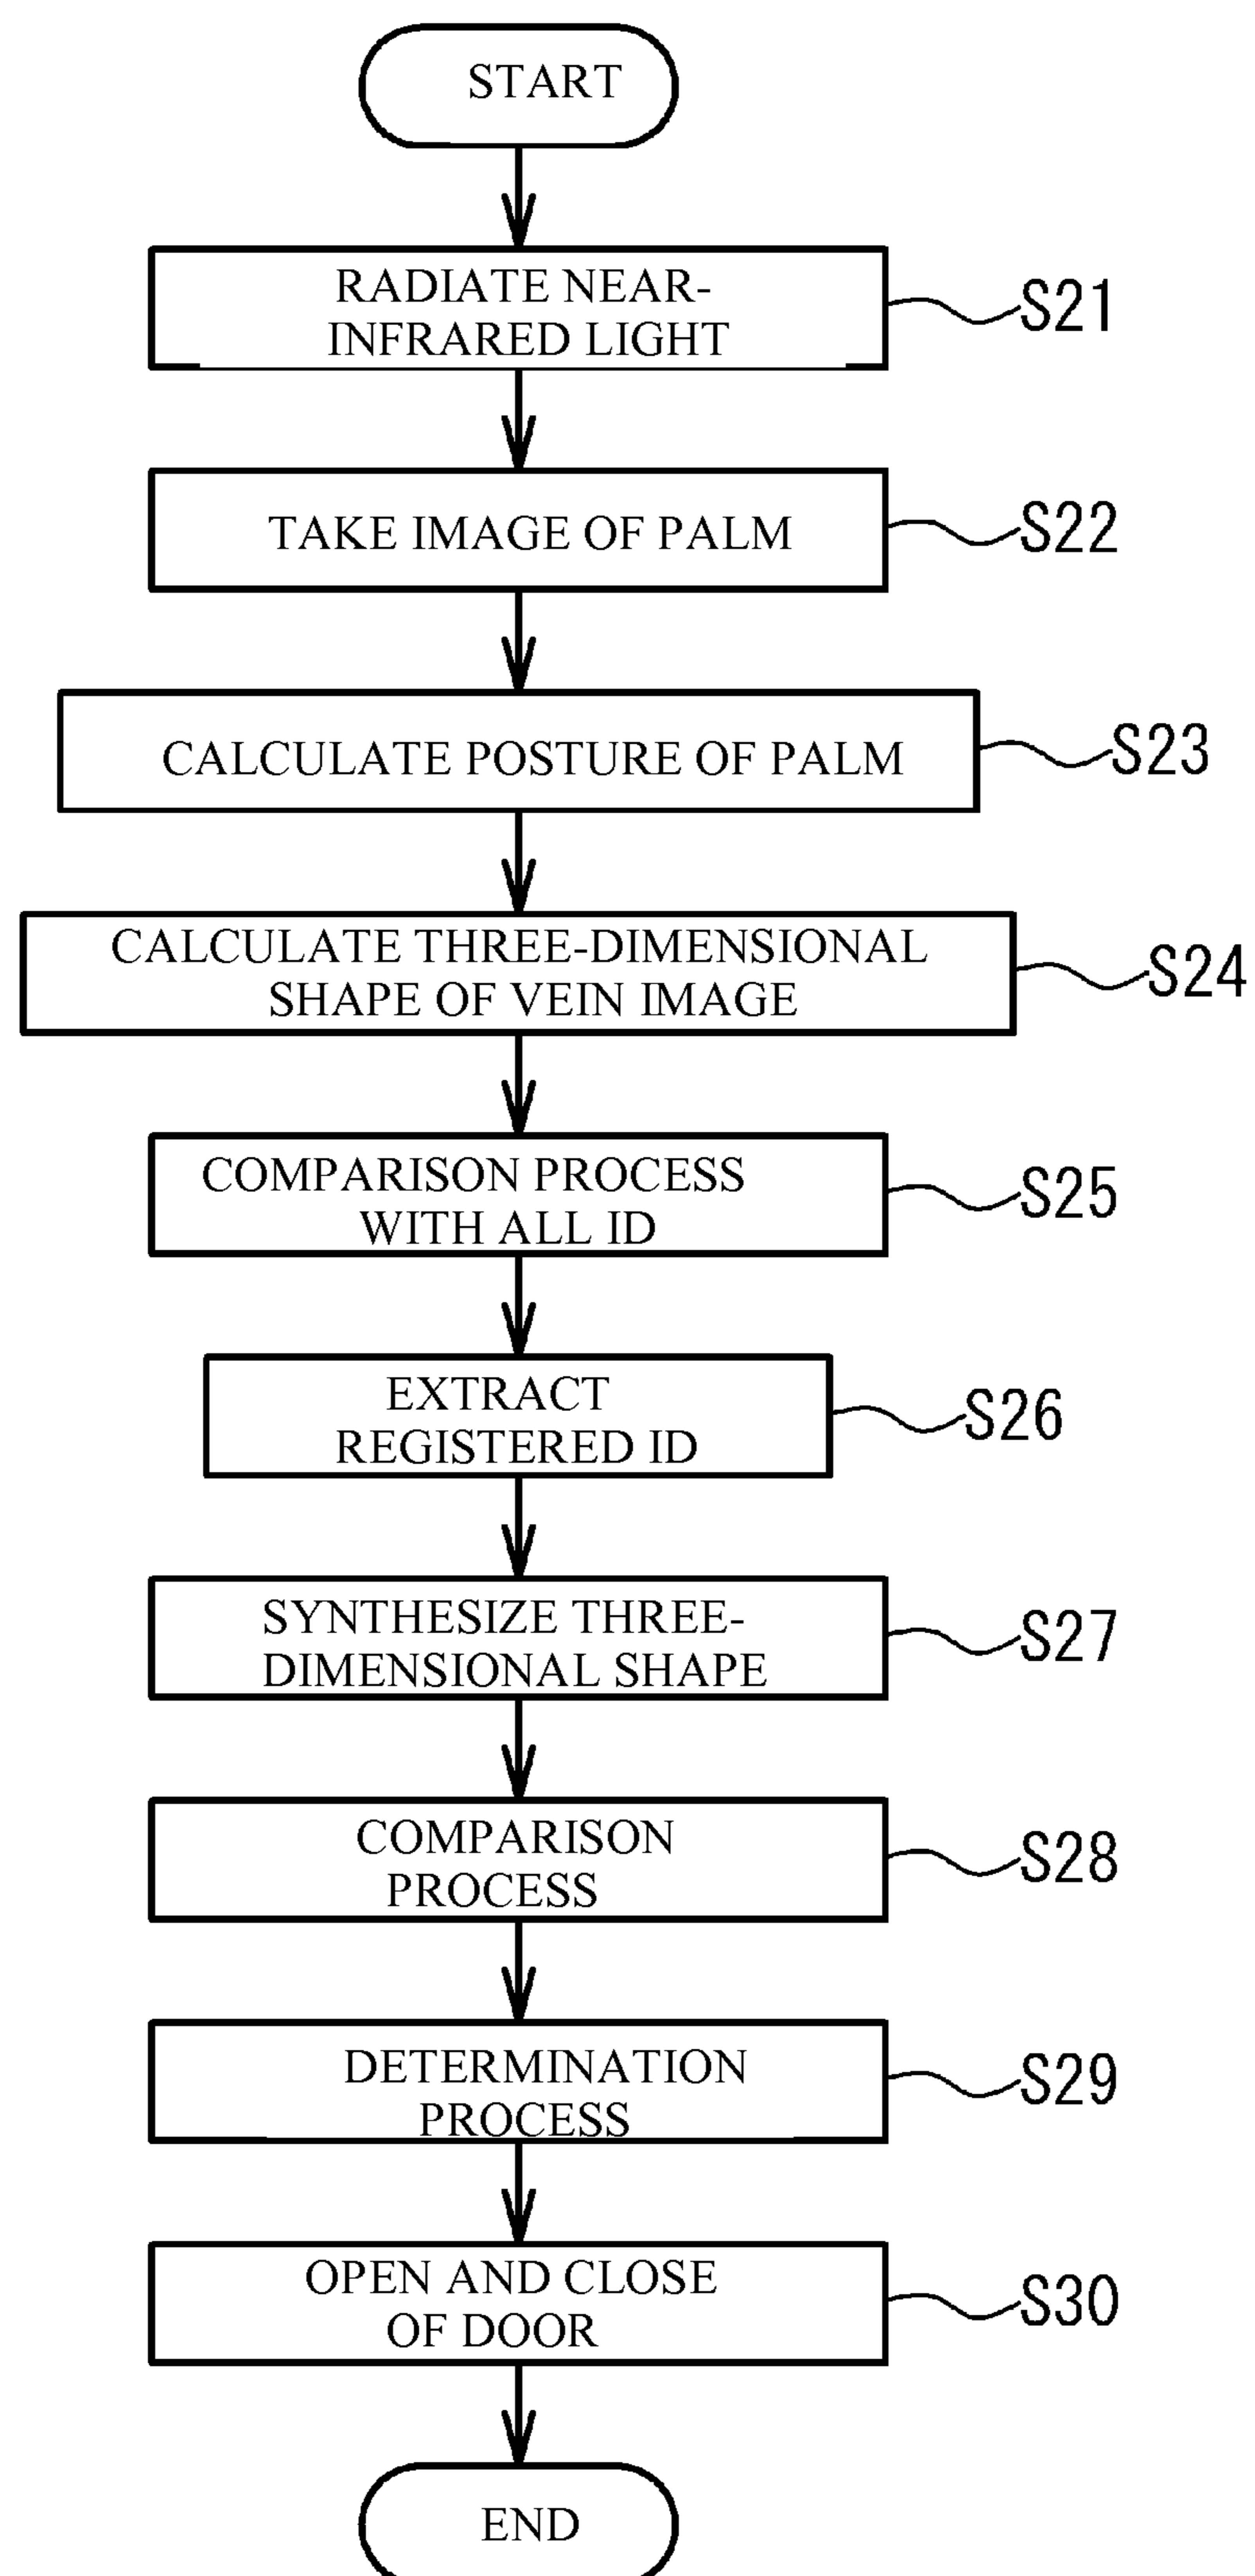 START
RADIATE NEAR-
INFRARED LIGHT
S21
TAKE IMAGE OF PALM
S22
CALCULATE POSTURE OF PALM
S23
CALCULATE THREE-DIMENSIONAL
SHAPE OF VEIN IMAGE
S24
COMPARISON PROCESS
WITH ALL ID
S25
EXTRACT
REGISTERED ID
S26
SYNTHESIZE THREE-
DIMENSIONAL SHAPE
S27
COMPARISON
PROCESS
S28
DETERMINATION
PROCESS
S29
OPEN AND CLOSE
OF DOOR
S30
END